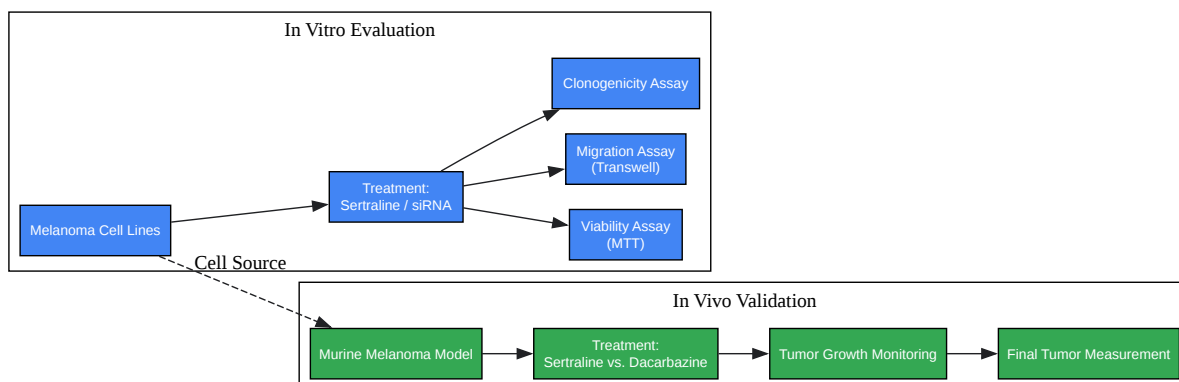 In Vitro Evaluation
Clonogenicity Assay
Migration Assay
(Transwell)
Treatment:
Sertraline / siRNA
Viability Assay
(MTT)
Melanoma Cell Lines
Cell Source
In Vivo Validation
Murine Melanoma Model
Treatment:
Sertraline vs. Dacarbazine
Tumor Growth Monitoring
Final Tumor Measurement